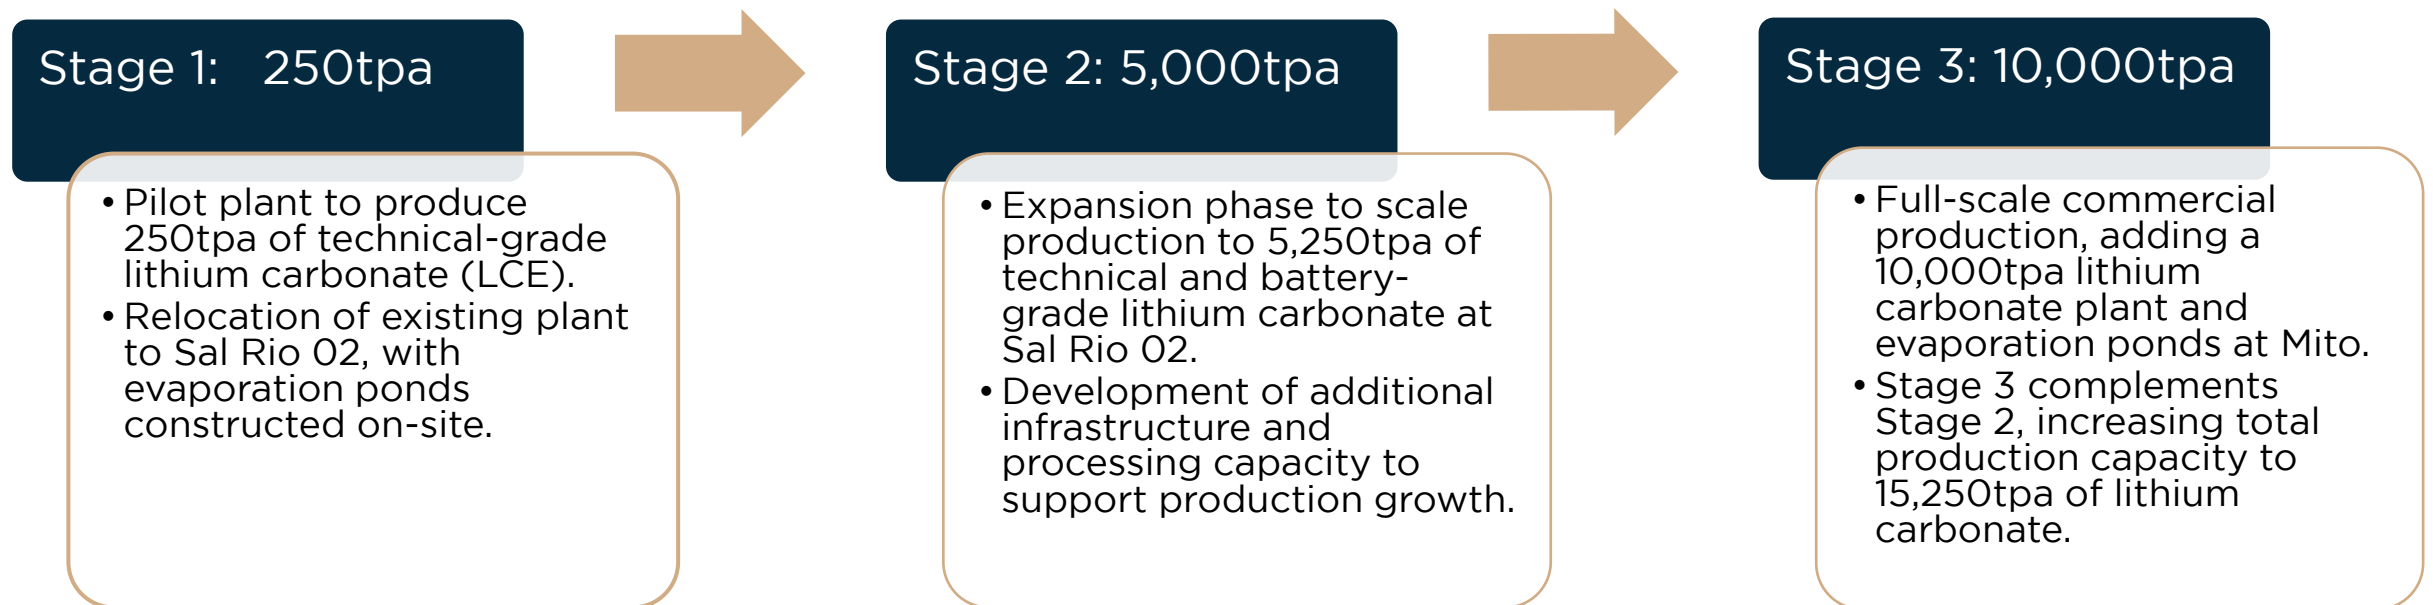 Stage 1: 250tpa
• Pilot plant to produce
250tpa of technical-grade
lithium carbonate (LCE).
• Relocation of existing plant
to Sal Rio 02, with
evaporation ponds
constructed on-site.
Stage 2: 5,000tpa
• Expansion phase to scale
production to 5,250tpa of
technical and battery-
grade lithium carbonate at
Sal Rio 02.
• Development of additional
infrastructure and
processing capacity to
support production growth.
Stage 3: 10,000tpa
• Full-scale commercial
production, adding a
10,000tpa lithium
carbonate plant and
evaporation ponds at Mito.
• Stage 3 complements
Stage 2, increasing total
production capacity to
15,250tpa of lithium
carbonate.